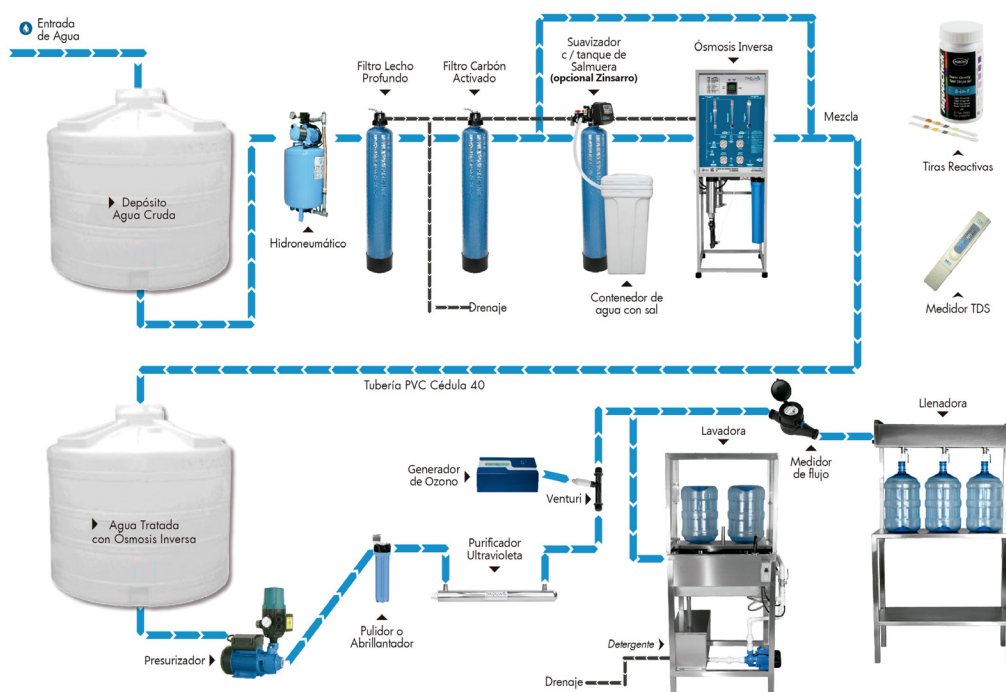 Entrada
de Agua
Filtro Lecho
Profundo
Filtro Carbón
Activado
Suavizador
c / tanque de
Salmuera
(opcional Zinsarro)
Ósmosis Inversa
Mezcla
Tiras Reactivas
Depósito
Agua Cruda
Hidroneumático
Drenaje
Contenedor de
agua con sal
Medidor TDS
Tubería PVC Cédula 40
Lavadora
Llenadora
Medidor
de flujo
Generador
de Ozono
Venturi
Agua Tratada
con Ósmosis Inversa
Purificador
Ultravioleta
Pulidor o
Abrillantador
Presurizador
Detergente
Drenaje